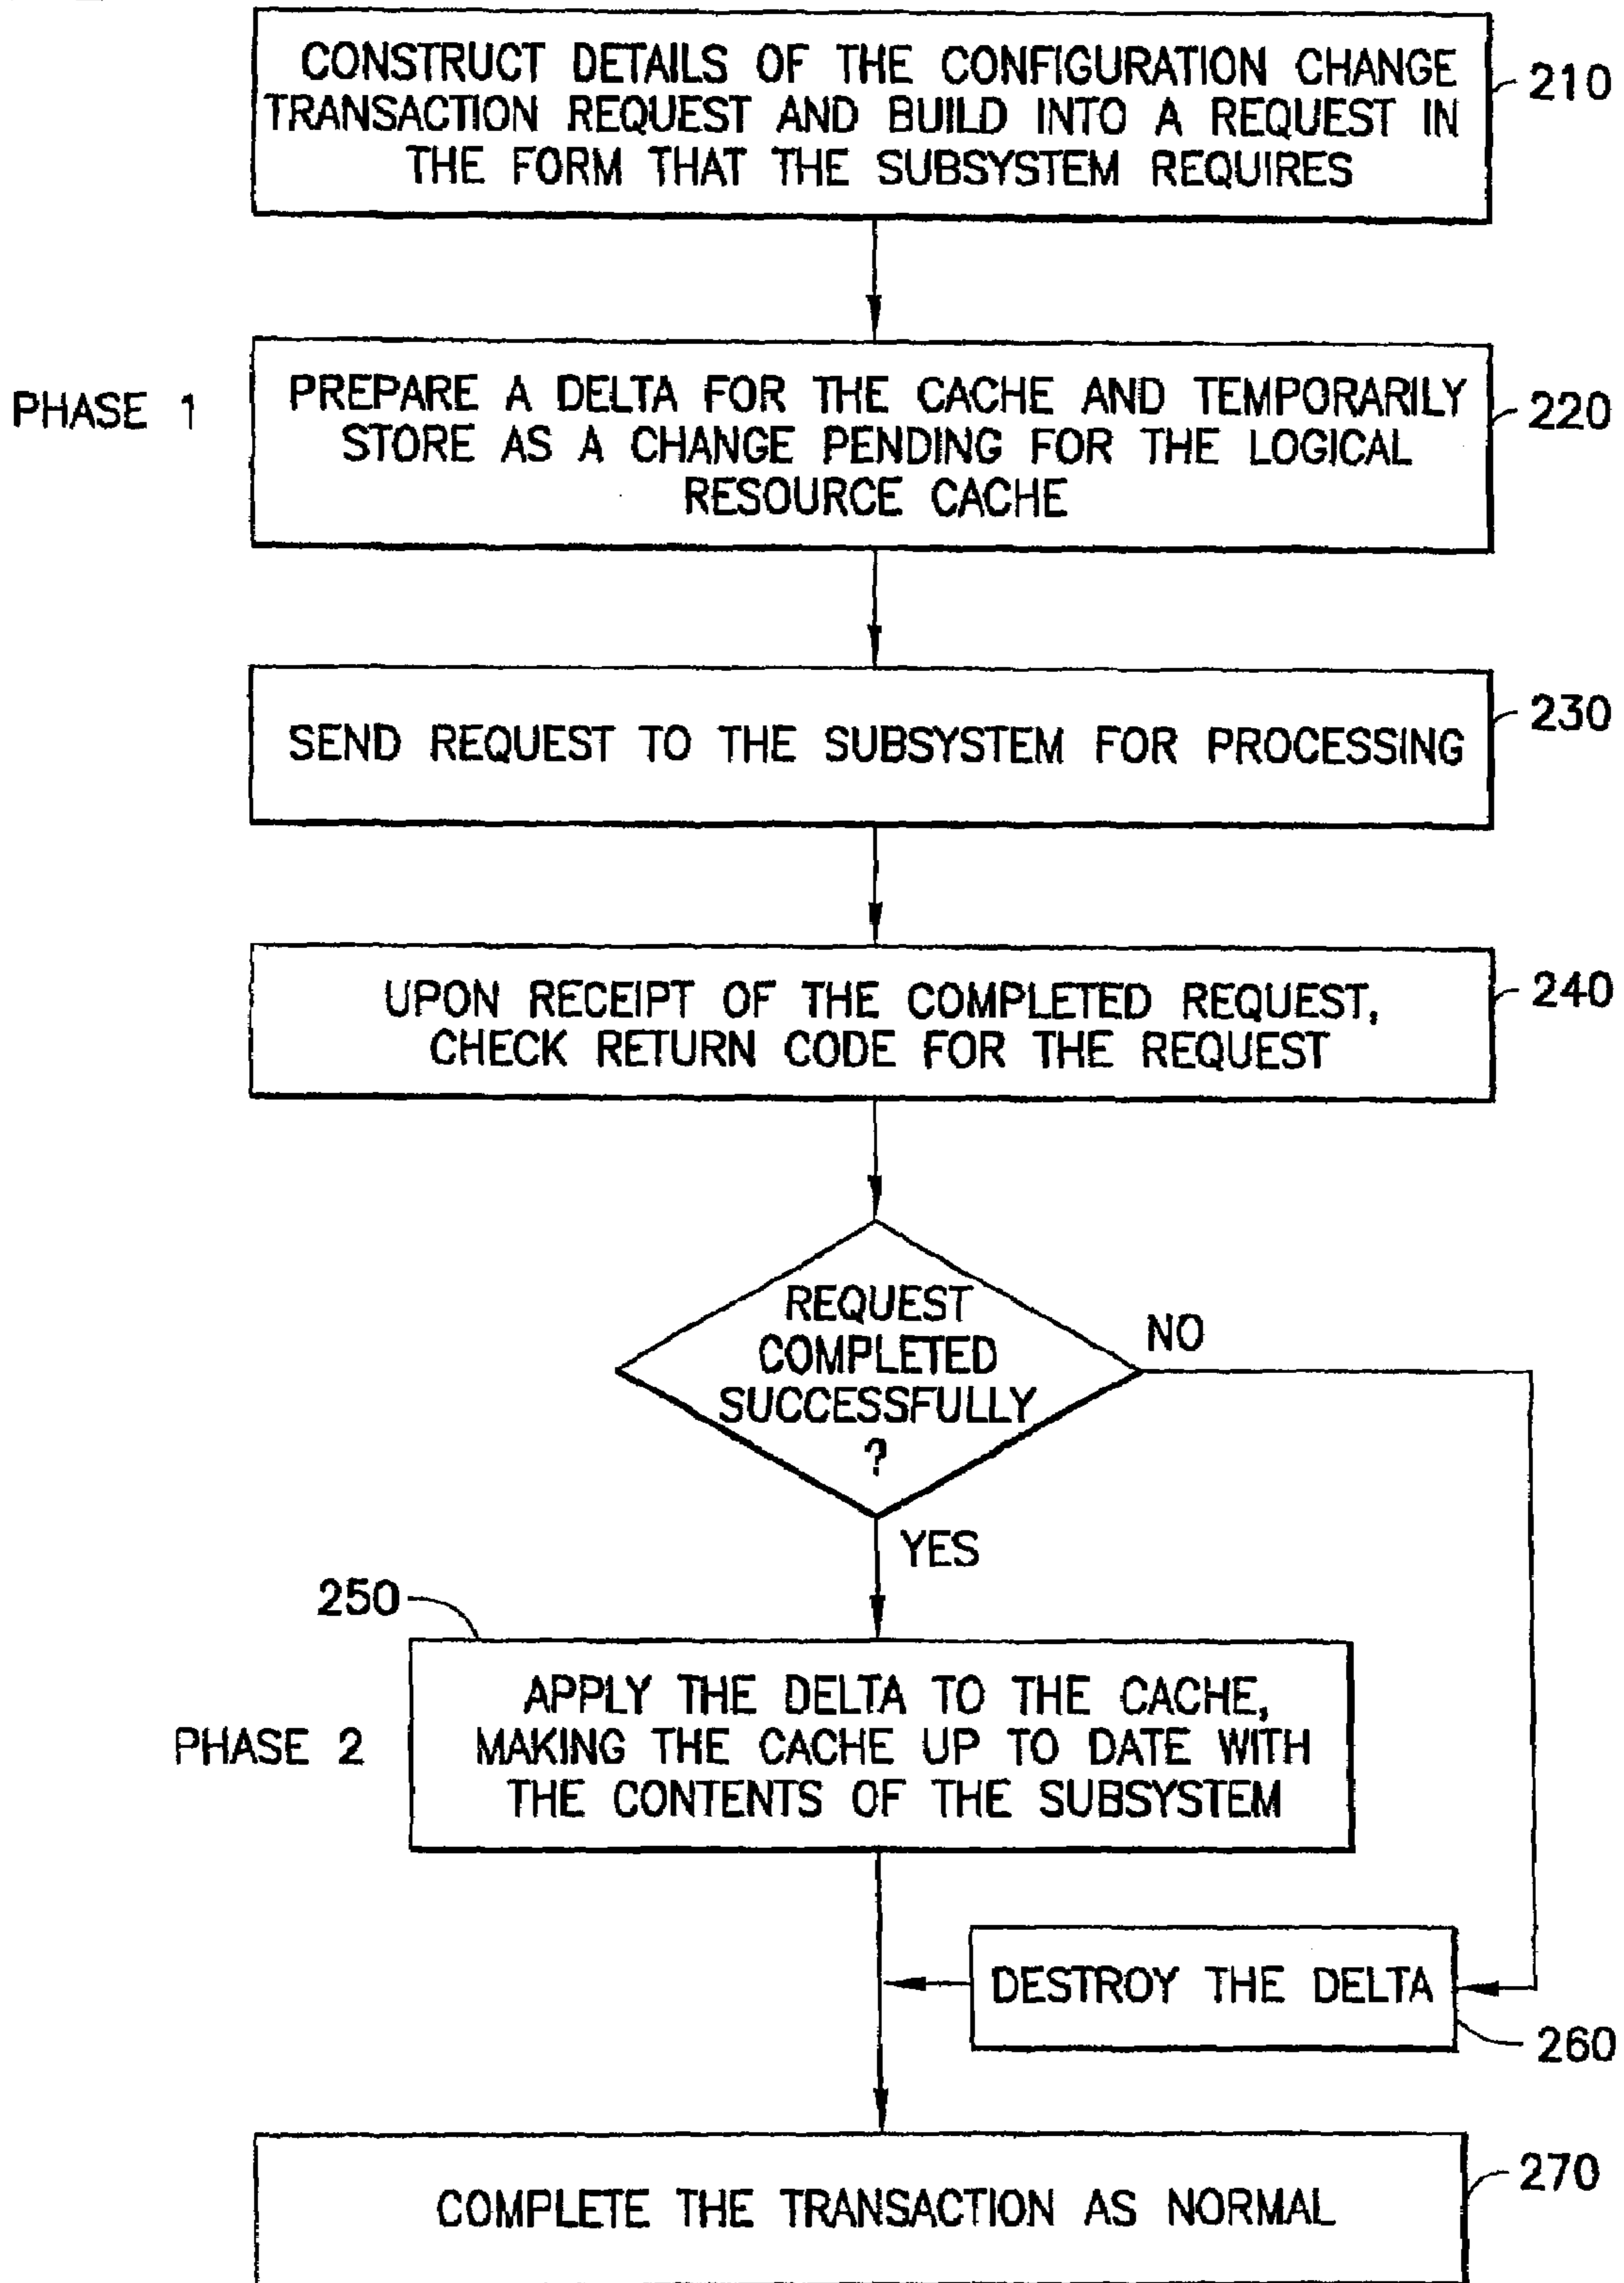 CONSTRUCT DETAILS OF THE CONFIGURATION CHANGE
TRANSACTION REQUEST AND BUILD INTO A REQUEST IN
THE FORM THAT THE SUBSYSTEM REQUIRES
210
PHASE 1
PREPARE A DELTA FOR THE CACHE AND TEMPORARILY
STORE AS A CHANGE PENDING FOR THE LOGICAL
RESOURCE CACHE
220
SEND REQUEST TO THE SUBSYSTEM FOR PROCESSING
230
UPON RECEIPT OF THE COMPLETED REQUEST,
CHECK RETURN CODE FOR THE REQUEST
240
REQUEST
COMPLETED
SUCCESSFULLY
?
NO
YES
250
PHASE 2
APPLY THE DELTA TO THE CACHE,
MAKING THE CACHE UP TO DATE WITH
THE CONTENTS OF THE SUBSYSTEM
DESTROY THE DELTA
260
COMPLETE THE TRANSACTION AS NORMAL
270